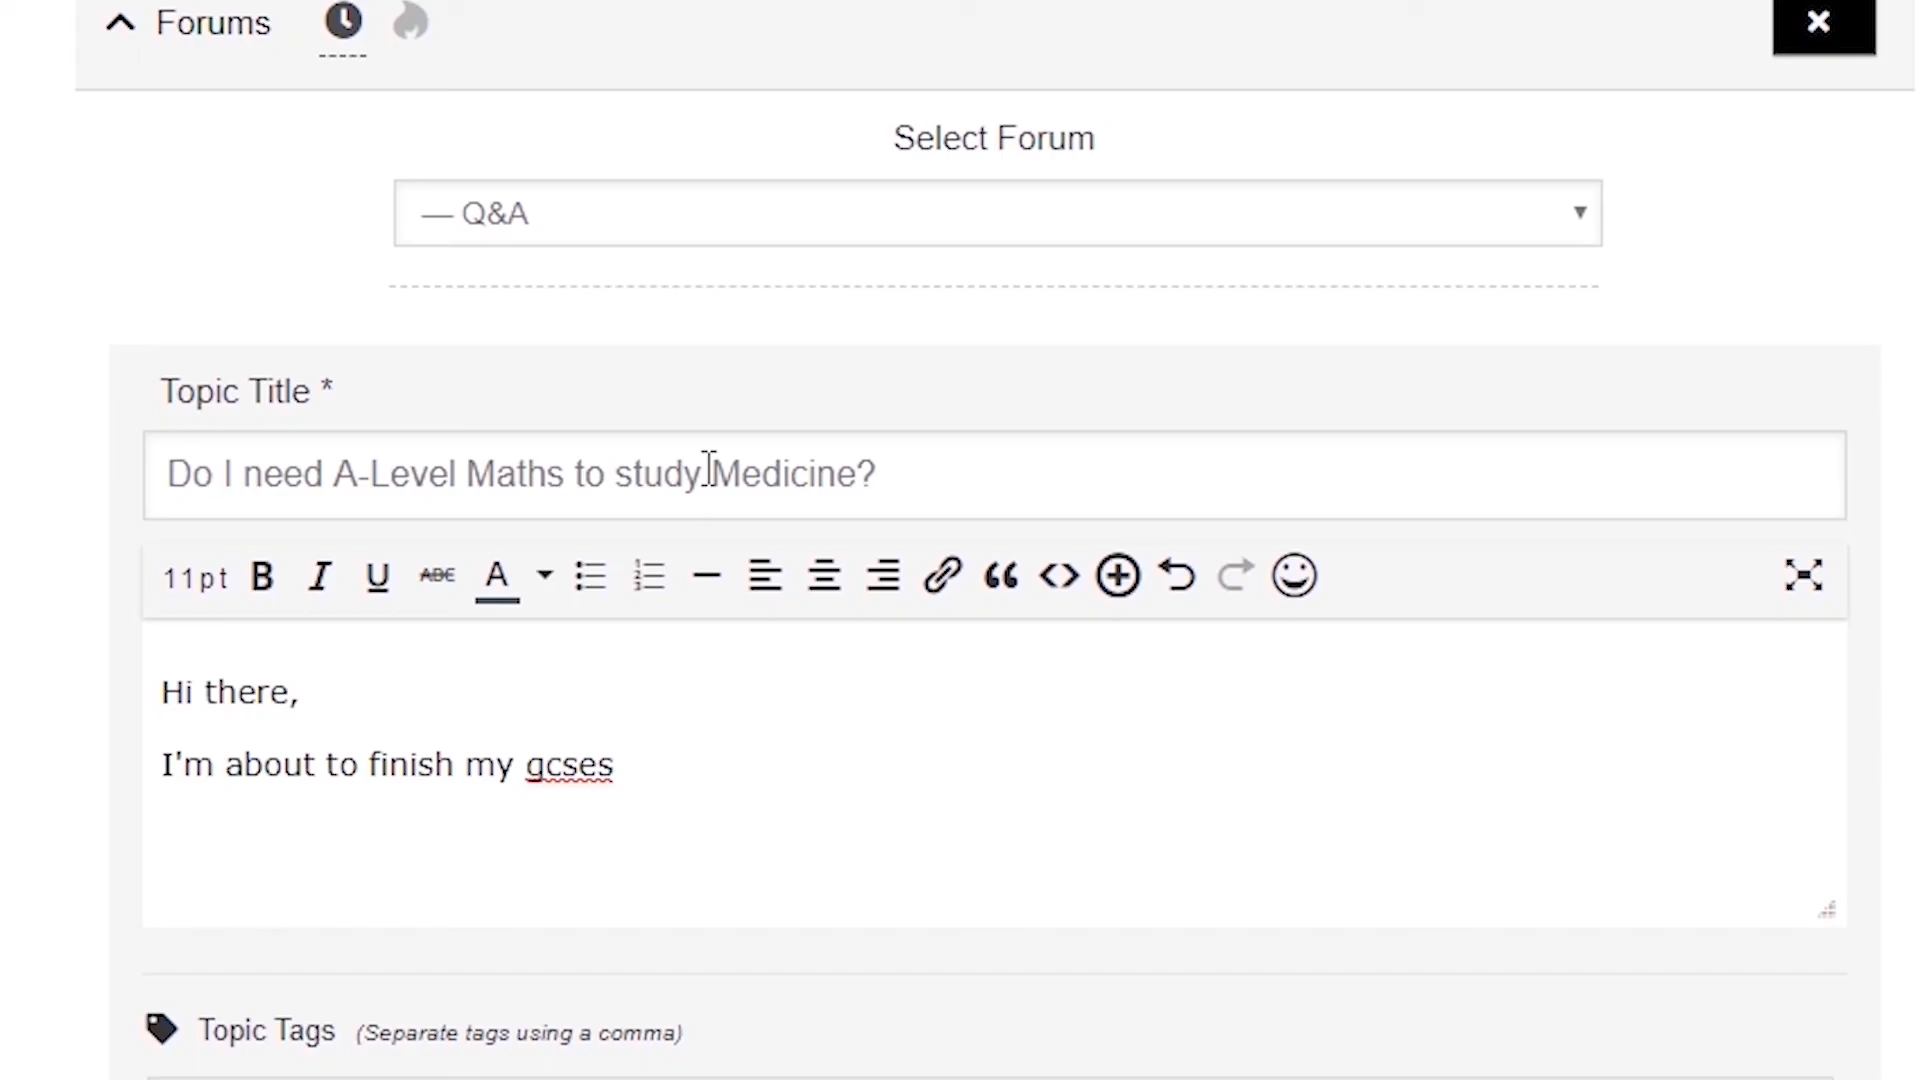 Forums
Select Forum
— Q&A
Topic Title *
Do I need A-Level Maths to study Medicine?
11pt B I U ABC A
Hi there,
I'm about to finish my gcses
Topic Tags (Separate tags using a comma)